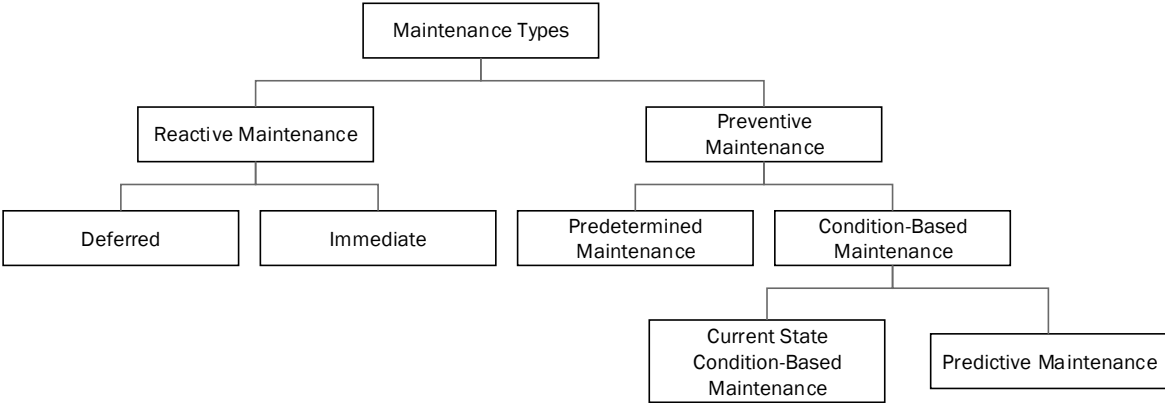 Maintenance Types
Reactive Maintenance
Preventive
Maintenance
Deferred
Immediate
Predetermined
Maintenance
Condition-Based
Maintenance
Current State
Condition-Based
Maintenance
Predictive Maintenance